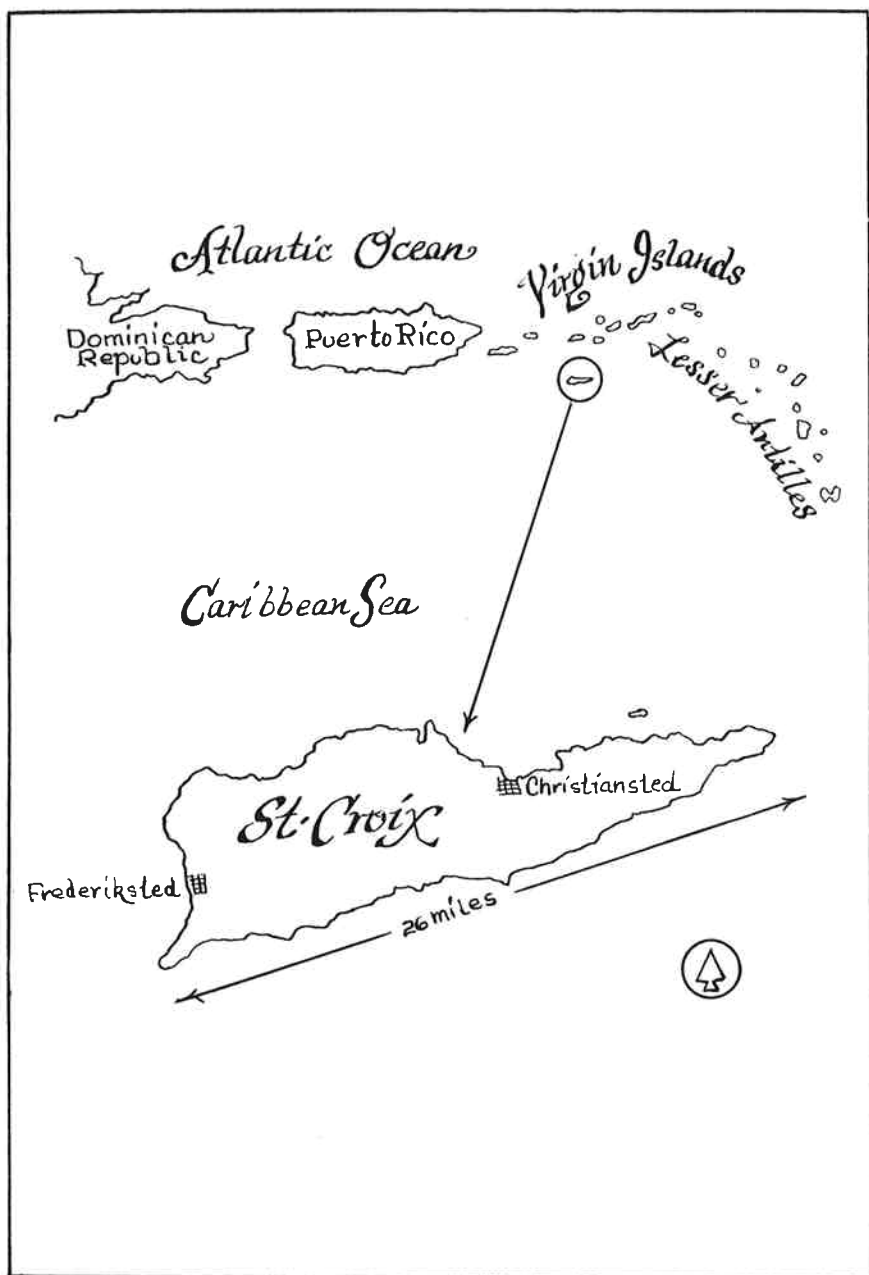 Atlantic Ocean
Virgin Islands
Dominican
Republic
Puerto Rico
Lesser Antilles
Caribbean Sea
Christiansted
St. Croix
Frederiksted
26 miles